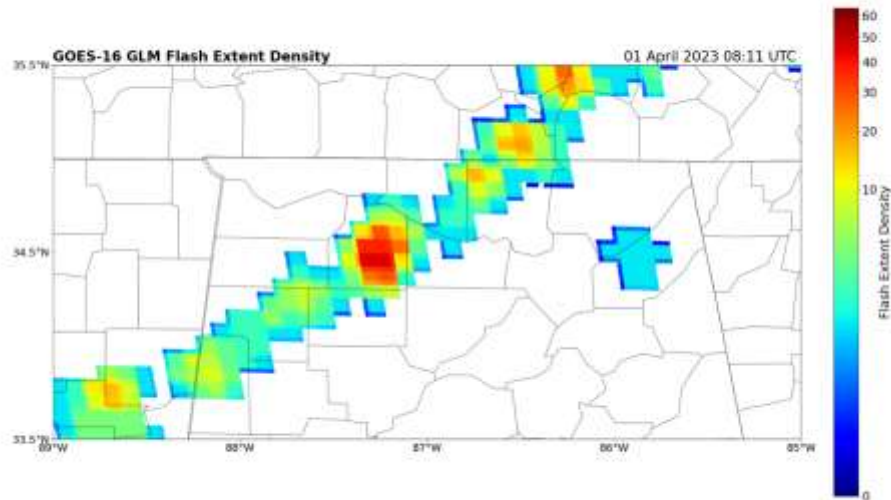 GOES-16 GLM Flash Extent Density
01 April 2023 08:11 UTC
35.5°N
34.5°N
33.5°N
89°W
88°W
87°W
86°W
85°W
60
50
40
30
20
10
0
Flash Extent Density